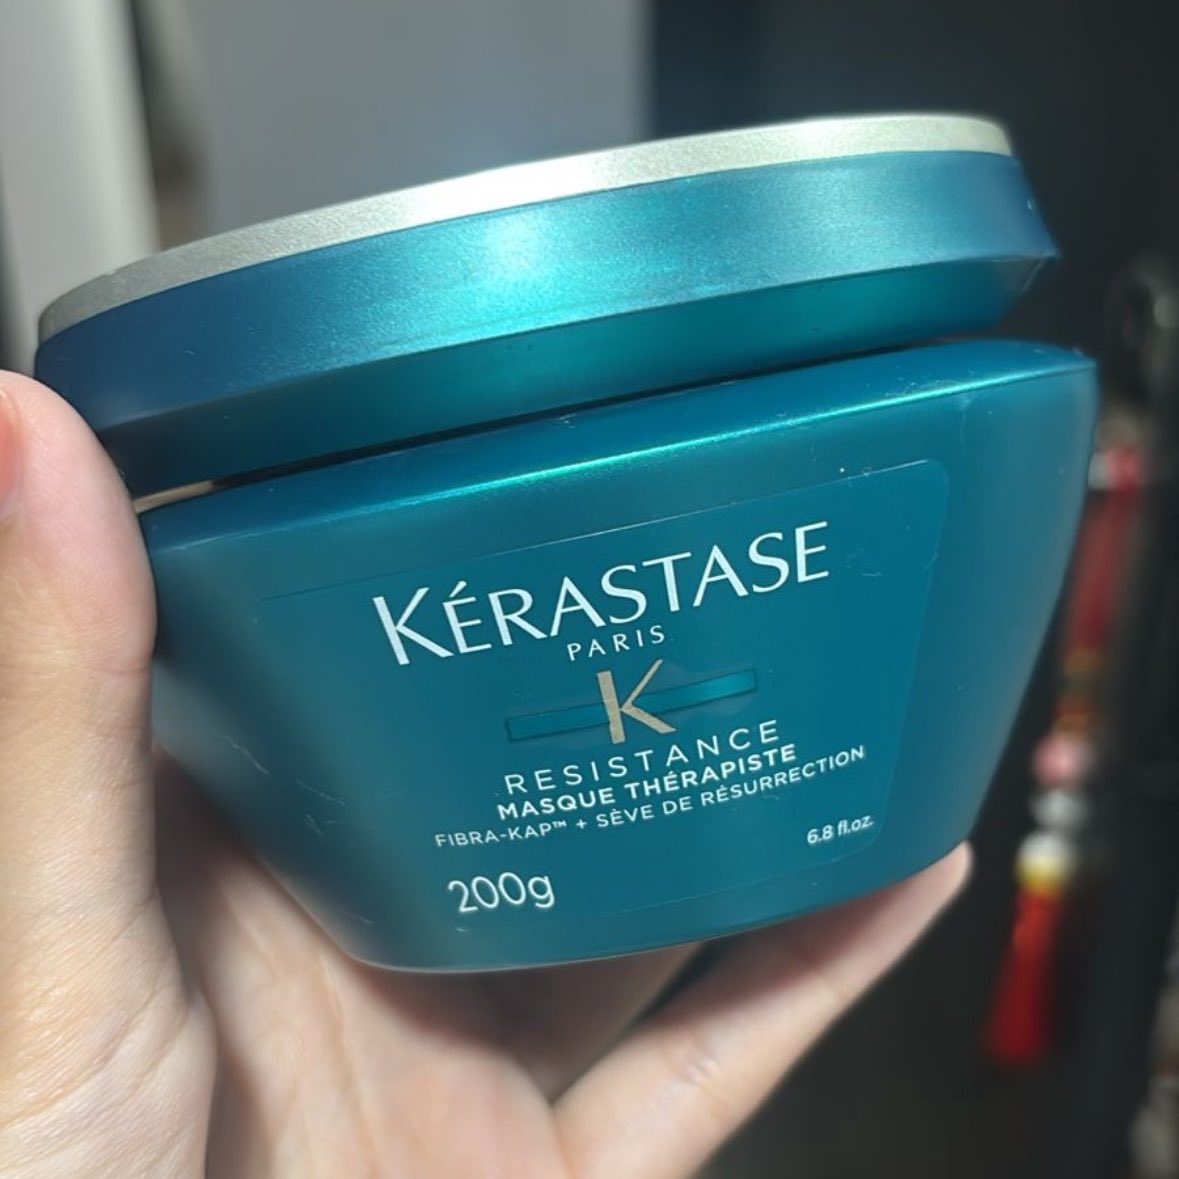 KÉRASTASE
PARIS
K
RESISTANCE
MASQUE THÉRAPISTE
FIBRA-KAP™ + SÈVE DE RÉSURRECTION
6.8 fl.oz.
200g